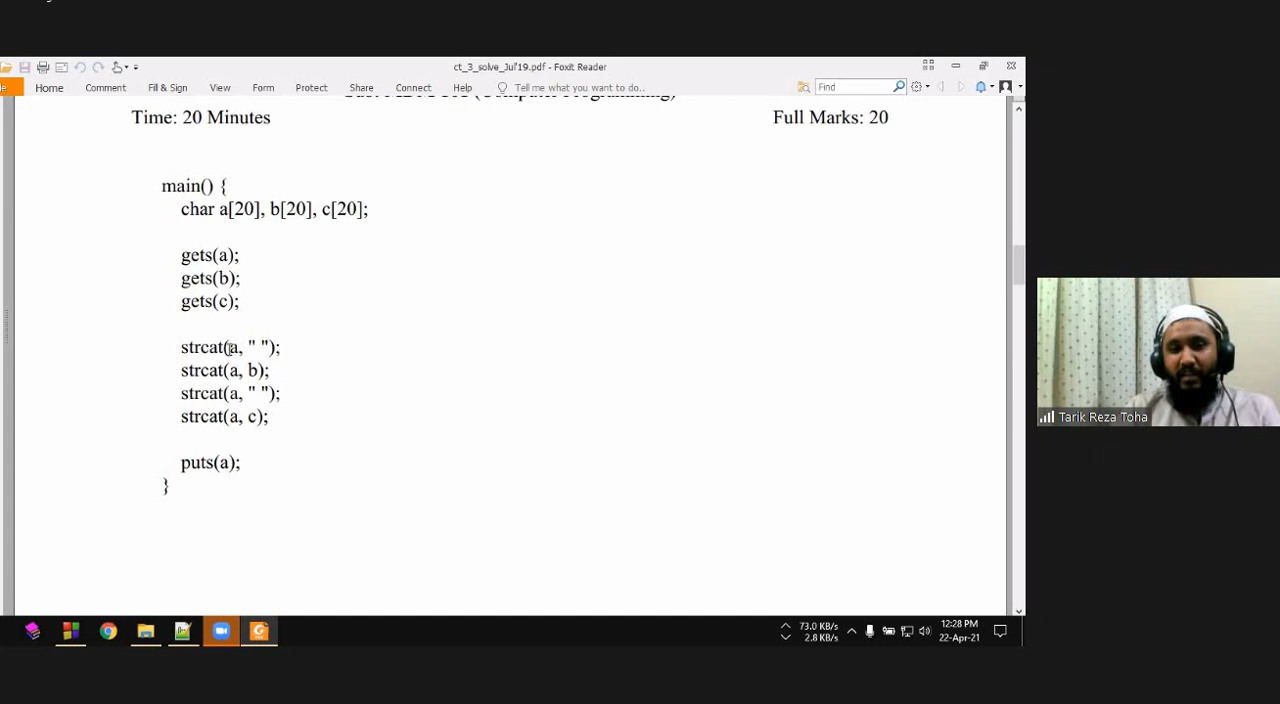 ct_3_solve_Jul'19.pdf - Foxit Reader
Home Comment Fill & Sign View Form Protect Share Connect Help Tell me what you want to do.. Find
(Computer Programming)
Time: 20 Minutes Full Marks: 20
main() {
char a[20], b[20], c[20];
gets(a);
gets(b);
gets(c);
strcat(a, " ");
strcat(a, b);
strcat(a, " ");
strcat(a, c);
puts(a);
}
Tarik Reza Toha
73.0 KB/s
2.8 KB/s
12:28 PM
22-Apr-21